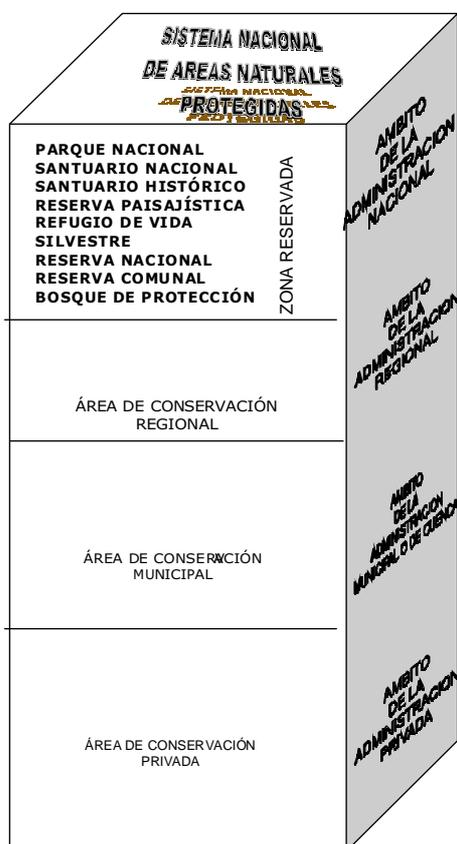 SISTEMA NACIONAL
DE AREAS NATURALES
PROTEGIDAS
PARQUE NACIONAL
SANTUARIO NACIONAL
SANTUARIO HISTÓRICO
RESERVA PAISAJÍSTICA
REFUGIO DE VIDA
SILVESTRE
RESERVA NACIONAL
RESERVA COMUNAL
BOSQUE DE PROTECCIÓN
ZONA RESERVADA
AMBITO
DE LA
ADMINISTRACION
NACIONAL
ÁREA DE CONSERVACIÓN
REGIONAL
AMBITO
DE LA
ADMINISTRACION
REGIONAL
ÁREA DE CONSERVACIÓN
MUNICIPAL
AMBITO
DE LA
ADMINISTRACION
MUNICIPAL O DE CUENCA
ÁREA DE CONSERVACIÓN
PRIVADA
AMBITO
DE LA
ADMINISTRACION
PRIVADA